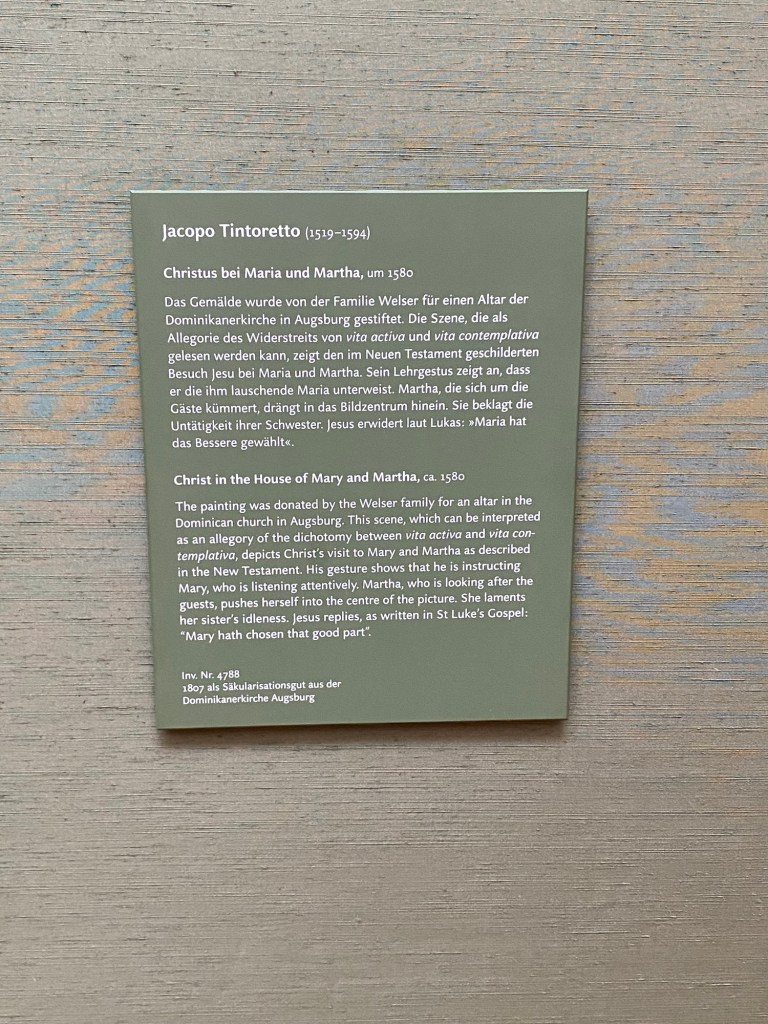 Jacopo Tintoretto (1519–1594)
Christus bei Maria und Martha, um 1580
Das Gemälde wurde von der Familie Welser für einen Altar der
Dominikanerkirche in Augsburg gestiftet. Die Szene, die als
Allegorie des Widerstreits von vita activa und vita contemplativa
gelesen werden kann, zeigt den im Neuen Testament geschilderten
Besuch Jesu bei Maria und Martha. Sein Lehrgestus zeigt an, dass
er die ihm lauschende Maria unterweist. Martha, die sich um die
Gäste kümmert, drängt in das Bildzentrum hinein. Sie beklagt die
Untätigkeit ihrer Schwester. Jesus erwidert laut Lukas: »Maria hat
das Bessere gewählt«.
Christ in the House of Mary and Martha, ca. 1580
The painting was donated by the Welser family for an altar in the
Dominican church in Augsburg. This scene, which can be interpreted
as an allegory of the dichotomy between vita activa and vita con-
templativa, depicts Christ’s visit to Mary and Martha as described
in the New Testament. His gesture shows that he is instructing
Mary, who is listening attentively. Martha, who is looking after the
guests, pushes herself into the centre of the picture. She laments
her sister’s idleness. Jesus replies, as written in St Luke’s Gospel:
“Mary hath chosen that good part”.
Inv. Nr. 4788
1807 als Säkularisationsgut aus der
Dominikanerkirche Augsburg